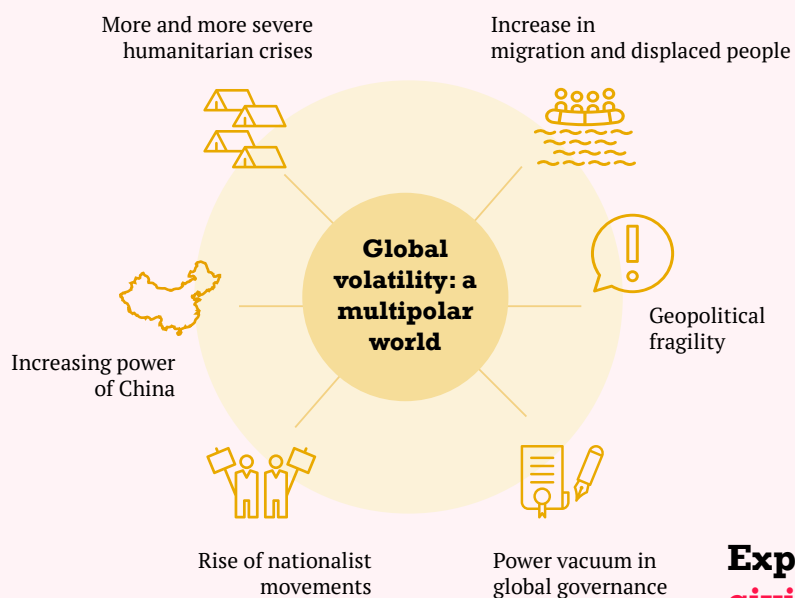 More and more severe
humanitarian crises
Increase in
migration and displaced people
Global
volatility: a
multipolar
world
Geopolitical
fragility
Increasing power
of China
Rise of nationalist
movements
Power vacuum in
global governance
Exp